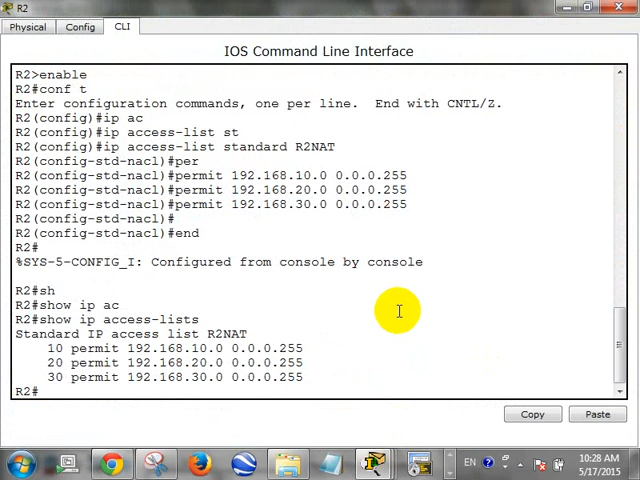 R2
Physical Config CLI
IOS Command Line Interface
R2>enable
R2#conf t
Enter configuration commands, one per line.  End with CNTL/Z.
R2(config)#ip ac
R2(config)#ip access-list st
R2(config)#ip access-list standard R2NAT
R2(config-std-nacl)#per
R2(config-std-nacl)#permit 192.168.10.0 0.0.0.255
R2(config-std-nacl)#permit 192.168.20.0 0.0.0.255
R2(config-std-nacl)#permit 192.168.30.0 0.0.0.255
R2(config-std-nacl)#
R2(config-std-nacl)#end
R2#
%SYS-5-CONFIG_I: Configured from console by console
R2#sh
R2#show ip ac
R2#show ip access-lists
Standard IP access list R2NAT
    10 permit 192.168.10.0 0.0.0.255
    20 permit 192.168.20.0 0.0.0.255
    30 permit 192.168.30.0 0.0.0.255
R2#
Copy Paste
EN 10:28 AM
5/17/2015